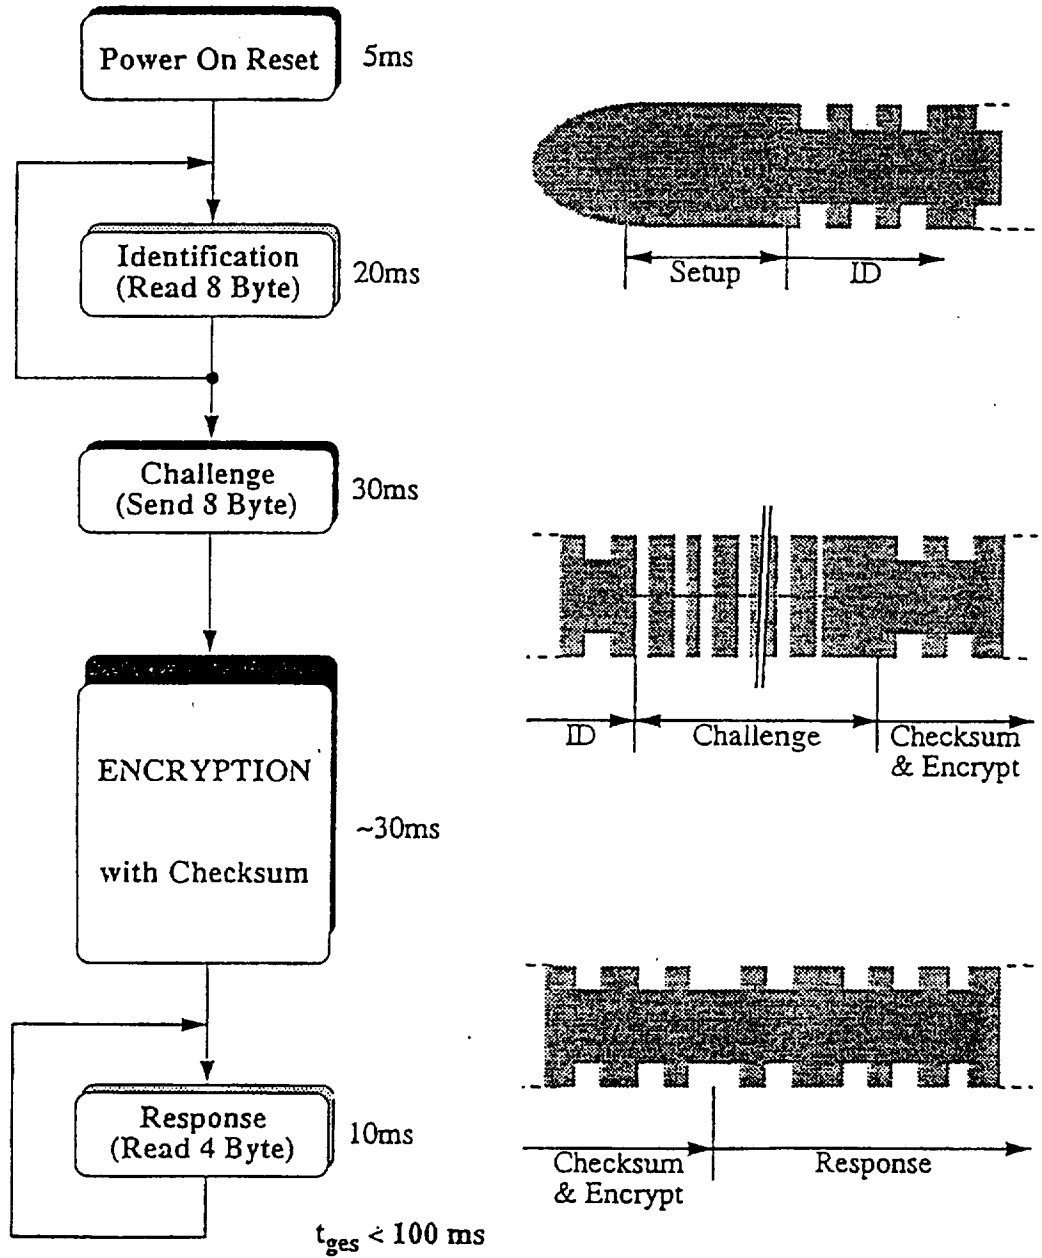 Power On Reset
5ms
Identification
(Read 8 Byte)
20ms
Setup
ID
Challenge
(Send 8 Byte)
30ms
ID
Challenge
Checksum
& Encrypt
ENCRYPTION
with Checksum
~30ms
Response
(Read 4 Byte)
10ms
Checksum
& Encrypt
Response
tges < 100 ms